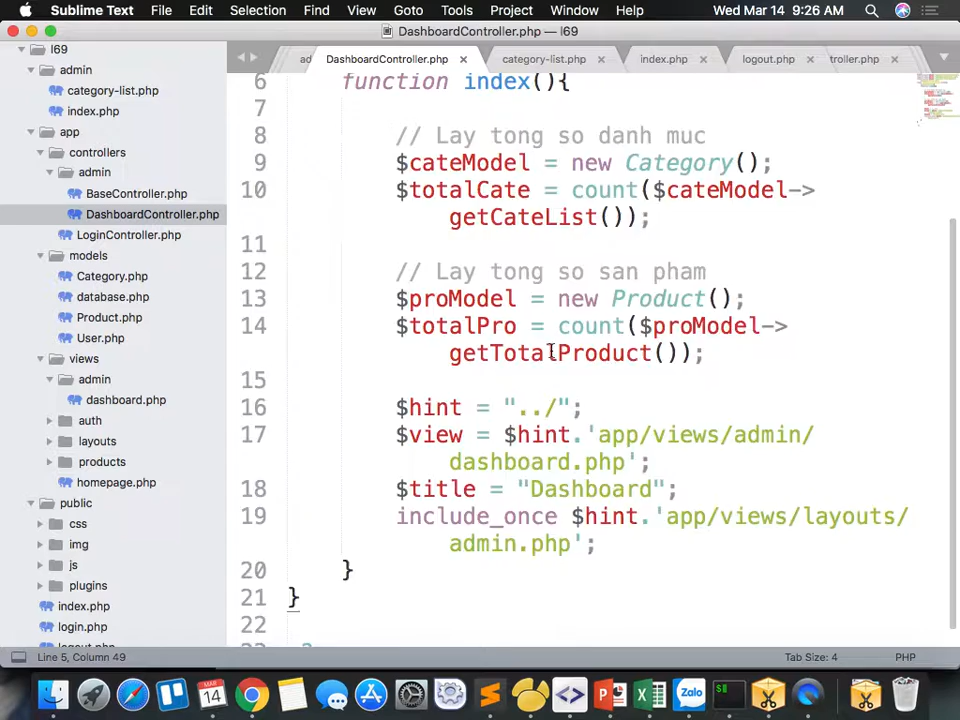 Sublime Text File Edit Selection Find View Goto Tools Project Window Help Wed Mar 14 9:26 AM
DashboardController.php — l69
l69
admin
category-list.php
index.php
app
controllers
admin
BaseController.php
DashboardController.php
LoginController.php
models
Category.php
database.php
Product.php
User.php
views
admin
dashboard.php
auth
layouts
products
homepage.php
public
css
img
js
plugins
index.php
login.php
logout.php
ad DashboardController.php category-list.php index.php logout.php troller.php
6 function index(){
7
8 // Lay tong so danh muc
9 $cateModel = new Category();
10 $totalCate = count($cateModel->
getCateList());
11
12 // Lay tong so san pham
13 $proModel = new Product();
14 $totalPro = count($proModel->
getTotalProduct());
15
16 $hint = "../";
17 $view = $hint.'app/views/admin/
dashboard.php';
18 $title = "Dashboard";
19 include_once $hint.'app/views/layouts/
admin.php';
20 }
21 }
22
Line 5, Column 49 Tab Size: 4 PHP
14
Zalo